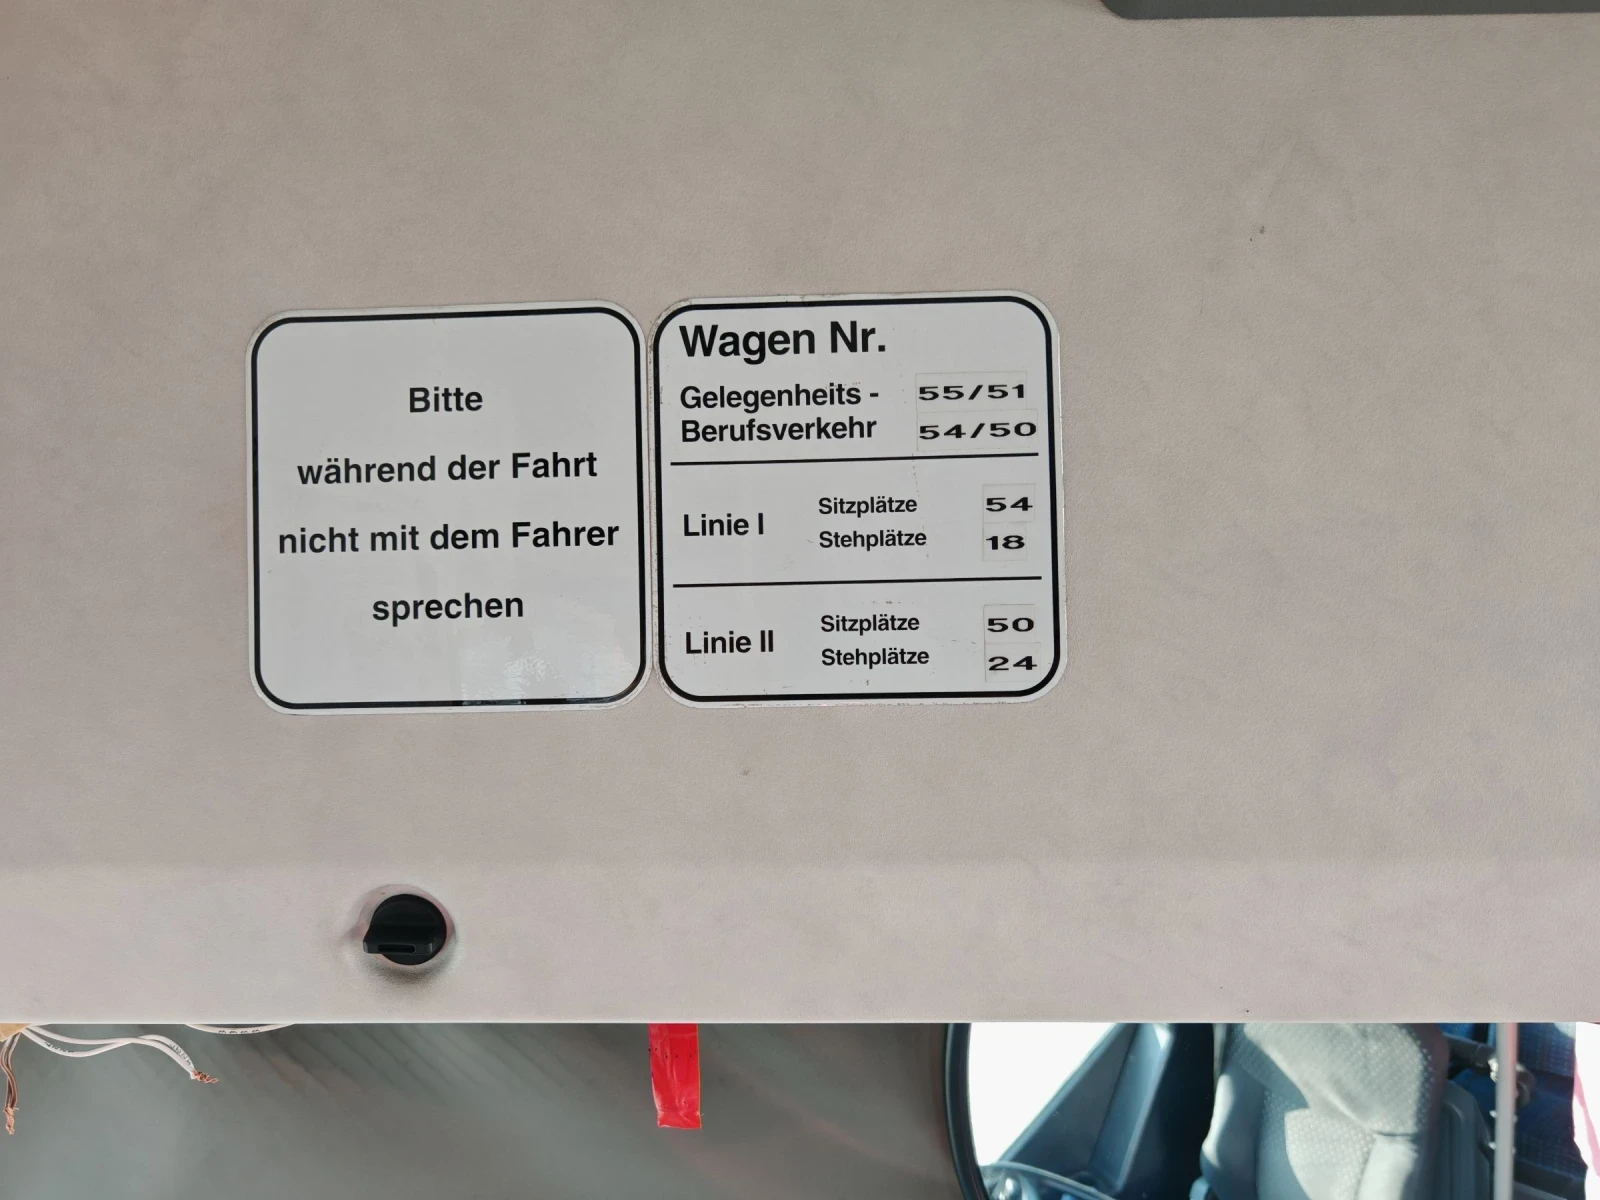 Bitte
während der Fahrt
nicht mit dem Fahrer
sprechen
Wagen Nr.
Gelegenheits - 55/51
Berufsverkehr 54/50
Linie I Sitzplätze 54
Stehplätze 18
Linie II Sitzplätze 50
Stehplätze 24